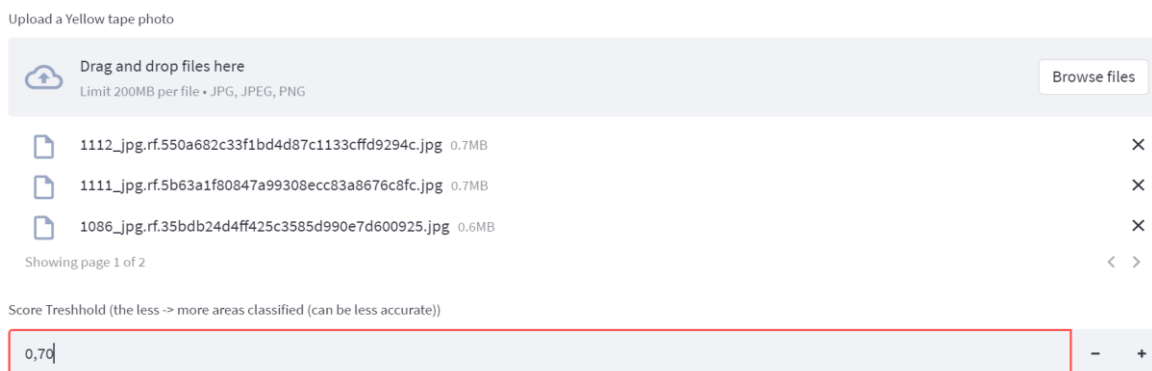 Upload a Yellow tape photo
Drag and drop files here
Limit 200MB per file • JPG, JPEG, PNG
Browse files
1112_jpg.rf.550a682c33f1bd4d87c1133cffd9294c.jpg 0.7MB
1111_jpg.rf.5b63a1f80847a99308ecc83a8676c8fc.jpg 0.7MB
1086_jpg.rf.35bdb24d4ff425c3585d990e7d600925.jpg 0.6MB
Showing page 1 of 2
Score Treshhold (the less -> more areas classified (can be less accurate))
0,70